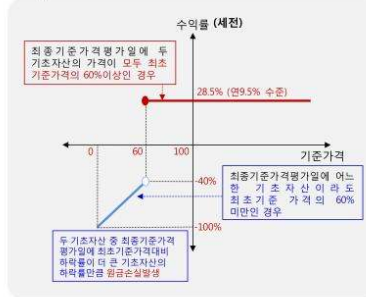 수익률 (세전)
최종기준가격평가일에 두
기초자산의 가격이 모두 최초
기준가격의 60%이상인 경우
28.5% (연9.5% 수준)
0 60 100
기준가격
-40%
최종기준가격평가일에 어느
한 기초자산이라도
최초기준 가격의 60%
미만인 경우
-100%
두 기초자산 중 최종기준가격
평가일에 최초기준가격대비
하락률이 더 큰 기초자산의
하락률만큼 원금손실발생